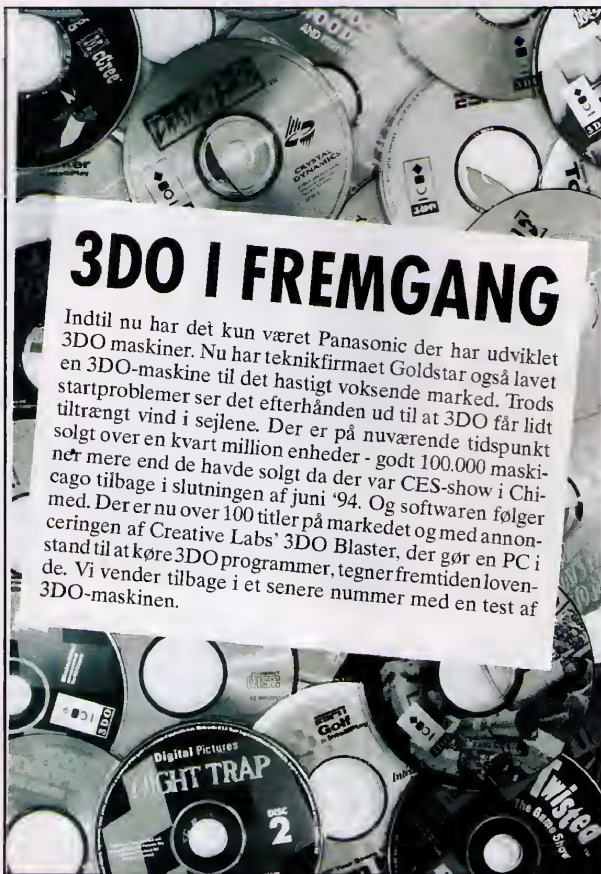 McCree
WOOD
AND FRIEN
3DO
CRYSTAL
DYNAMICS
3DO I FREMGANG
Indtil nu har det kun været Panasonic der har udviklet
3DO maskiner. Nu har teknikfirmaet Goldstar også lavet
en 3DO-maskine til det hastigt voksende marked. Trods
startproblemer ser det efterhånden ud til at 3DO får lidt
tiltrængt vind i sejlene. Der er på nuværende tidspunkt
solgt over en kvart million enheder - godt 100.000 maski-
ner mere end de havde solgt da der var CES-show i Chi-
cago tilbage i slutningen af juni '94. Og softwaren følger
med. Der er nu over 100 titler på markedet og med annon-
ceringen af Creative Labs' 3DO Blaster, der gør en PC i
stand til at køre 3DO programmer, tegner fremtiden loven-
de. Vi vender tilbage i et senere nummer med en test af
3DO-maskinen.
3DO
disc
Golf
Digital Pictures
NIGHT TRAP
DISC
2
Twisted
The Game Show